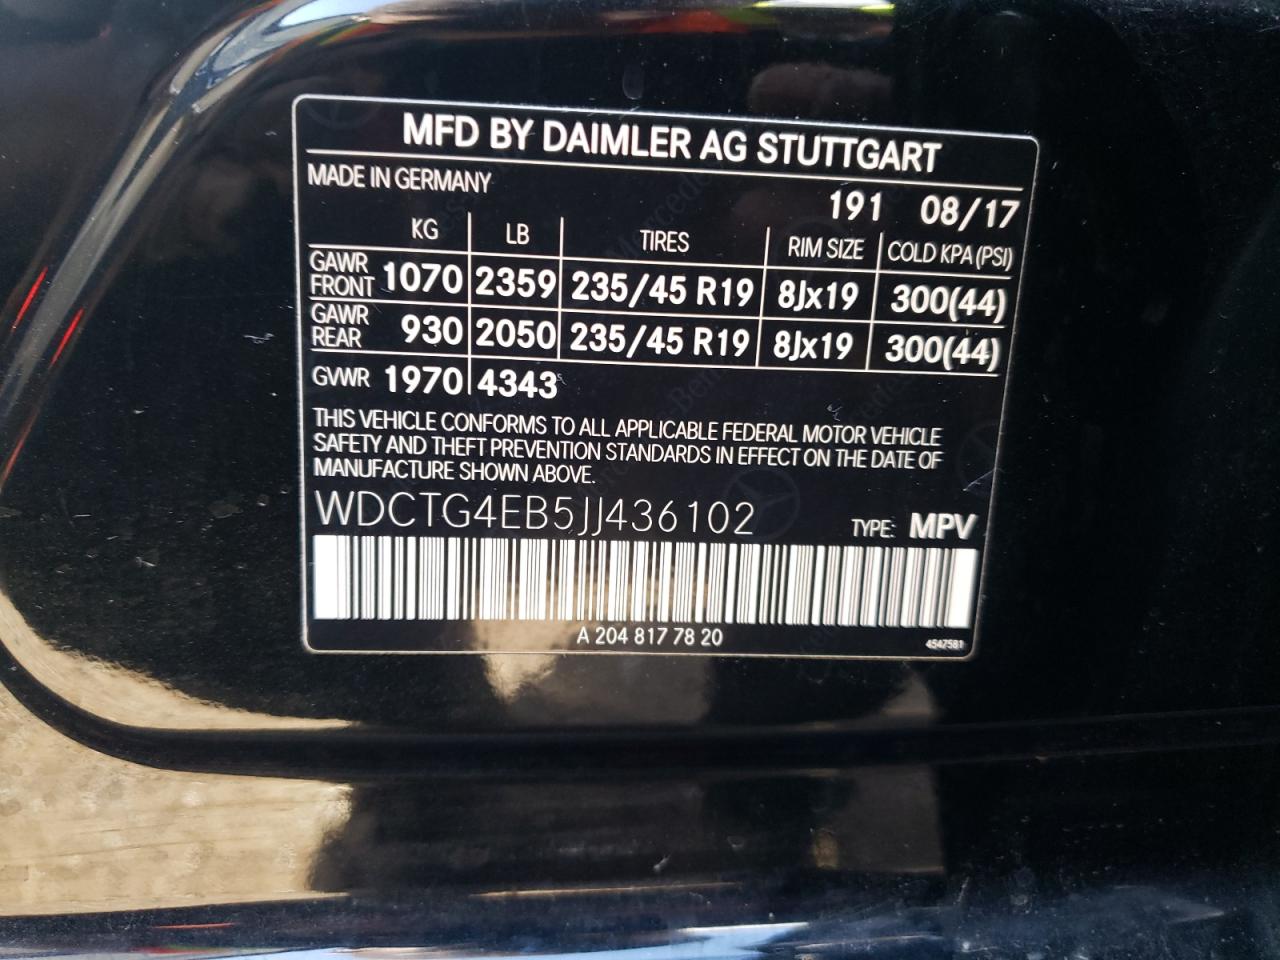 MFD BY DAIMLER AG STUTTGART
MADE IN GERMANY
191 08/17
KG LB TIRES RIM SIZE COLD KPA (PSI)
GAWR FRONT 1070 2359 235/45 R19 8Jx19 300(44)
GAWR REAR 930 2050 235/45 R19 8Jx19 300(44)
GVWR 1970 4343
THIS VEHICLE CONFORMS TO ALL APPLICABLE FEDERAL MOTOR VEHICLE
SAFETY AND THEFT PREVENTION STANDARDS IN EFFECT ON THE DATE OF
MANUFACTURE SHOWN ABOVE.
WDCTG4EB5JJ436102 TYPE: MPV
A 204 817 78 20
4547581